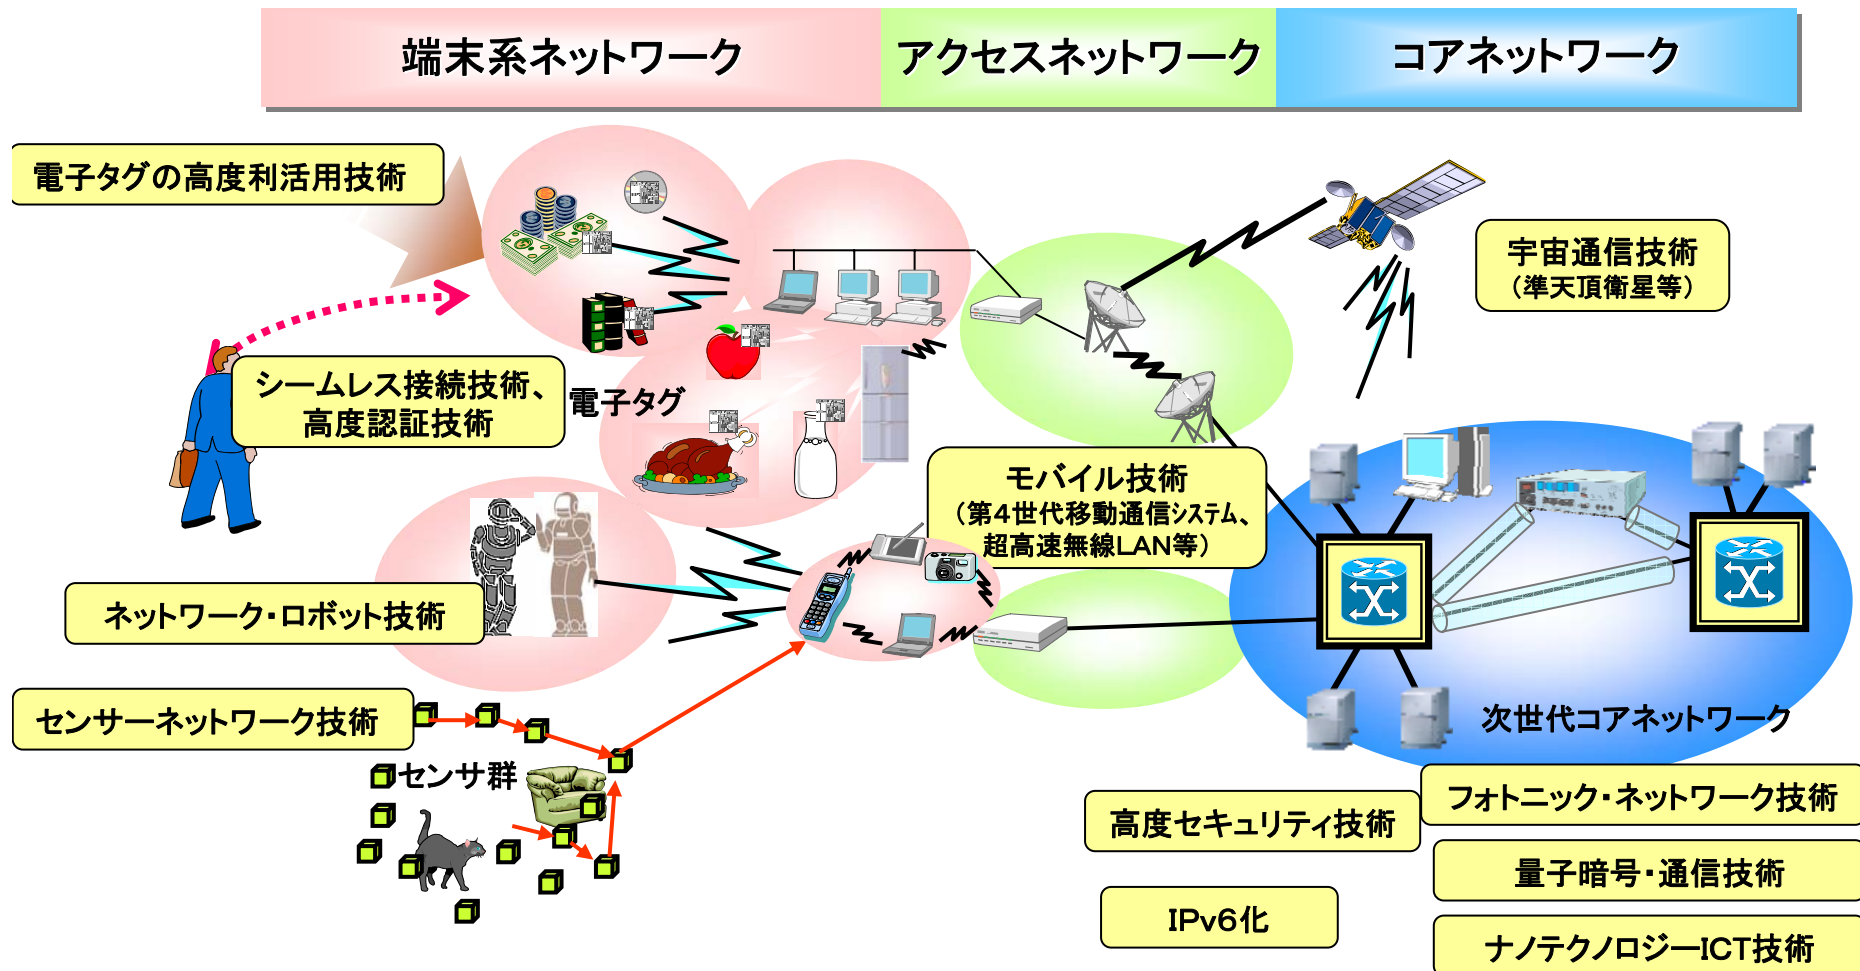 端末系ネットワーク
アクセスネットワーク
コアネットワーク
電子タグの高度利活用技術
宇宙通信技術
（準天頂衛星等）
シームレス接続技術、
高度認証技術
電子タグ
モバイル技術
（第4世代移動通信システム、
超高速無線LAN等）
ネットワーク・ロボット技術
センサーネットワーク技術
次世代コアネットワーク
センサ群
フォトニック・ネットワーク技術
高度セキュリティ技術
量子暗号・通信技術
IPv6化
ナノテクノロジーICT技術